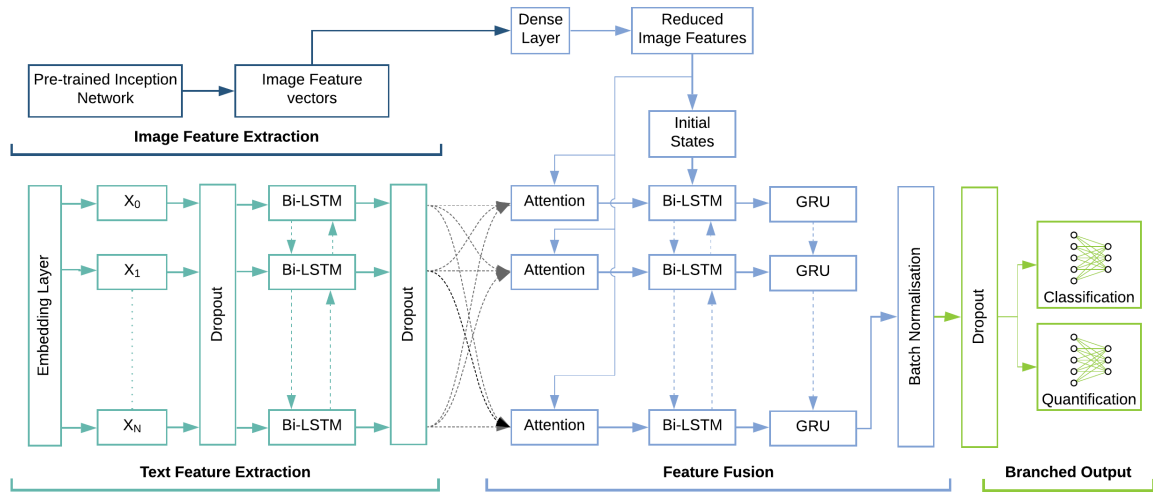 Dense
Layer
Reduced
Image Features
Pre-trained Inception
Network
Image Feature
vectors
Image Feature Extraction
Initial
States
Embedding Layer
X0
X1
XN
Dropout
Bi-LSTM
Bi-LSTM
Bi-LSTM
Dropout
Attention
Attention
Attention
Bi-LSTM
Bi-LSTM
Bi-LSTM
GRU
GRU
GRU
Batch Normalisation
Dropout
Classification
Quantification
Text Feature Extraction
Feature Fusion
Branched Output